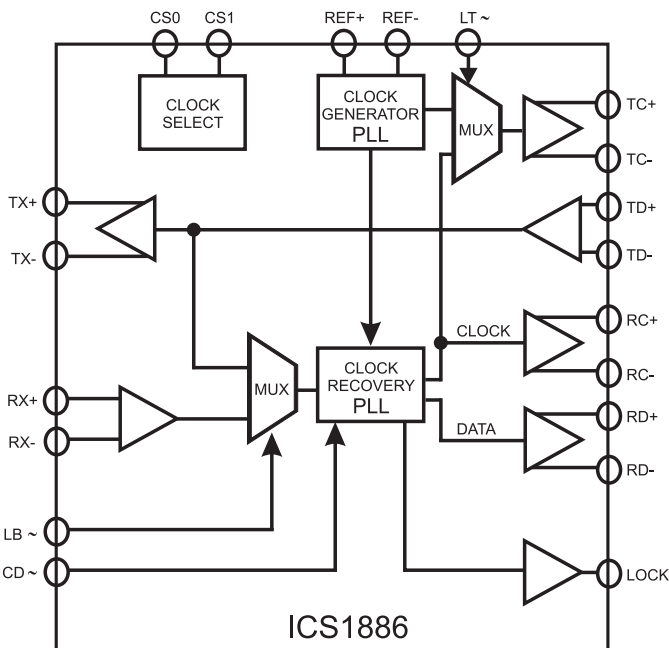 CS0 CS1 REF+ REF- LT ~
CLOCK
SELECT
CLOCK
GENERATOR
PLL
MUX
TC+
TC-
TX+
TX-
TD+
TD-
CLOCK
RC+
RC-
MUX
CLOCK
RECOVERY
PLL
RX+
RX-
DATA
RD+
RD-
LB ~
CD ~
LOCK
ICS1886